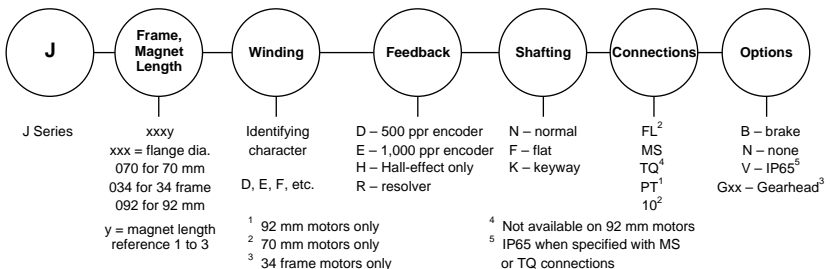 J
Frame,
Magnet
Length
Winding
Feedback
Shafting
Connections
Options
J Series
xxxy
xxx = flange dia.
070 for 70 mm
034 for 34 frame
092 for 92 mm
y = magnet length
reference 1 to 3
Identifying
character
D, E, F, etc.
D – 500 ppr encoder
E – 1,000 ppr encoder
H – Hall-effect only
R – resolver
N – normal
F – flat
K – keyway
FL²
MS
TQ⁴
PT¹
10²
B – brake
N – none
V – IP65⁵
Gxx – Gearhead³
¹ 92 mm motors only
² 70 mm motors only
³ 34 frame motors only
⁴ Not available on 92 mm motors
⁵ IP65 when specified with MS
or TQ connections